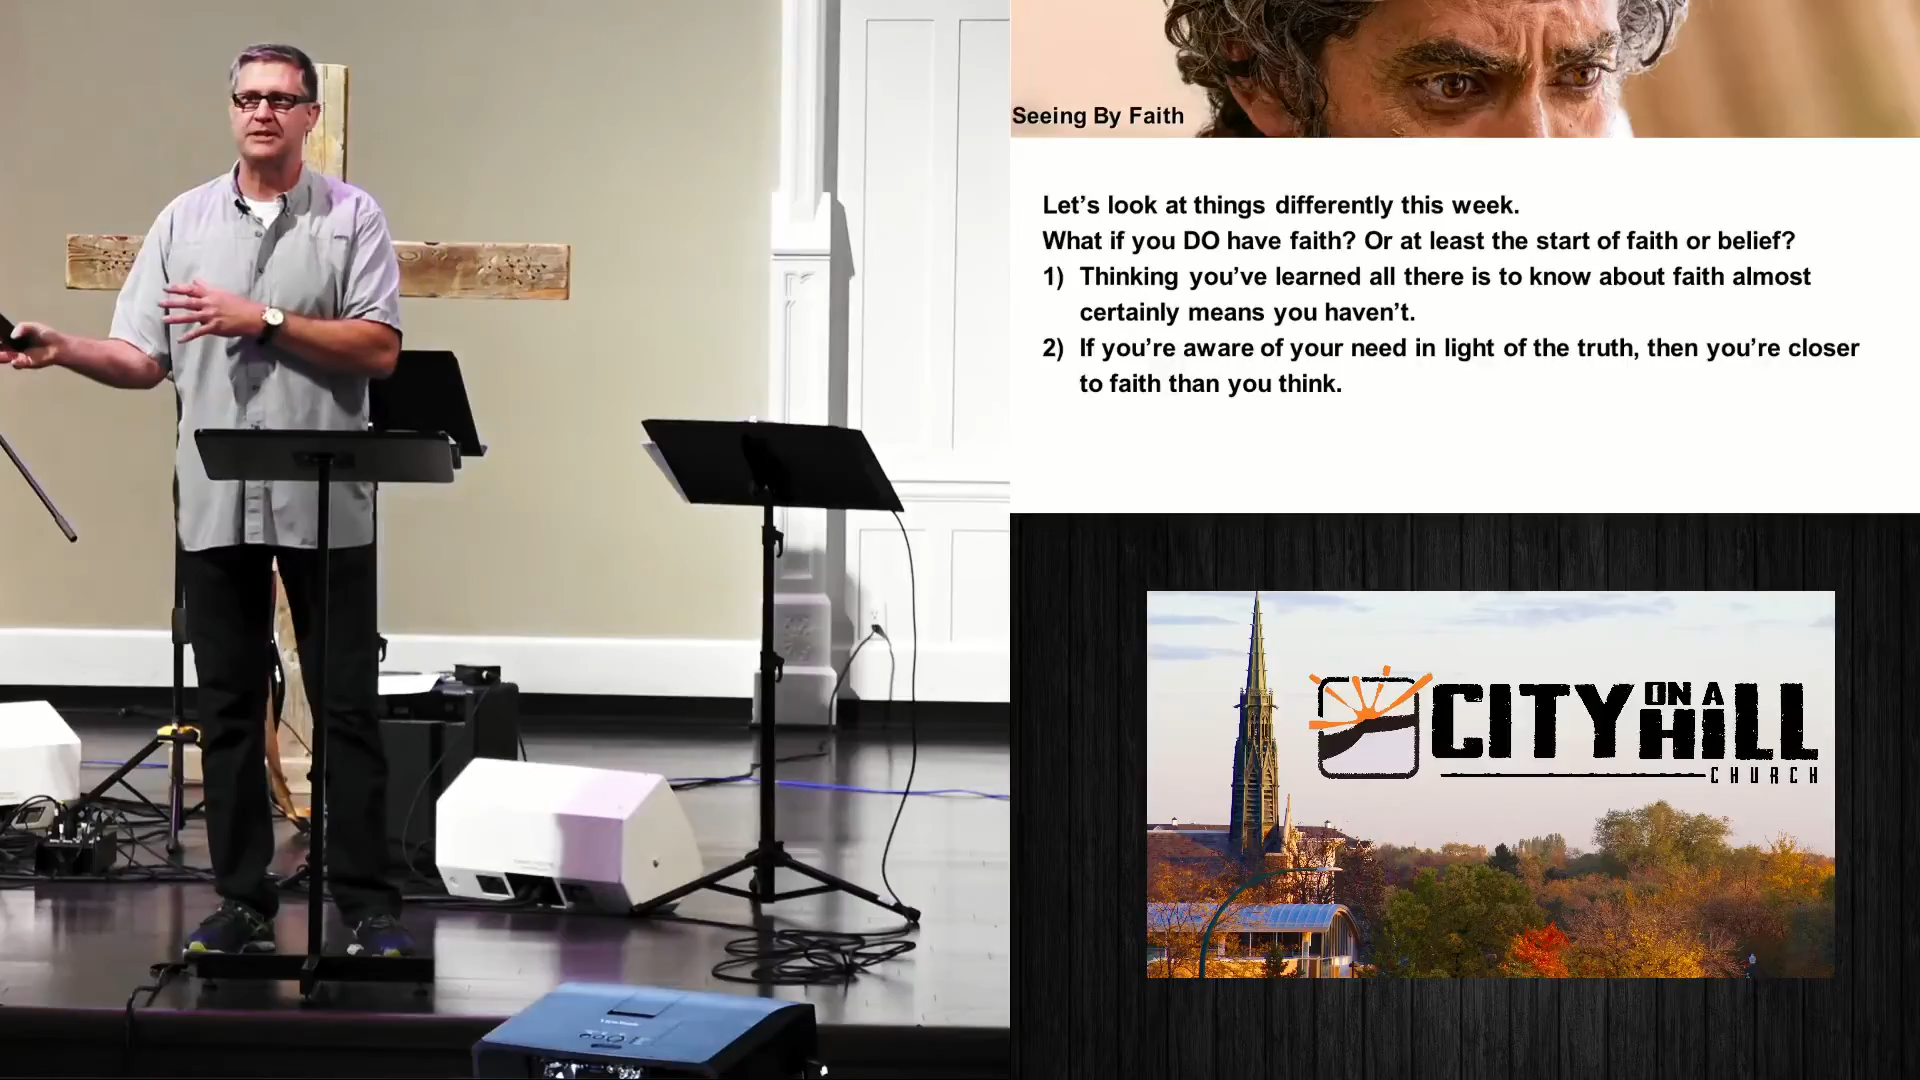 Seeing By Faith
Let’s look at things differently this week.
What if you DO have faith? Or at least the start of faith or belief?
1) Thinking you’ve learned all there is to know about faith almost
certainly means you haven’t.
2) If you’re aware of your need in light of the truth, then you’re closer
to faith than you think.
CITY ON A HiLL
CHURCH